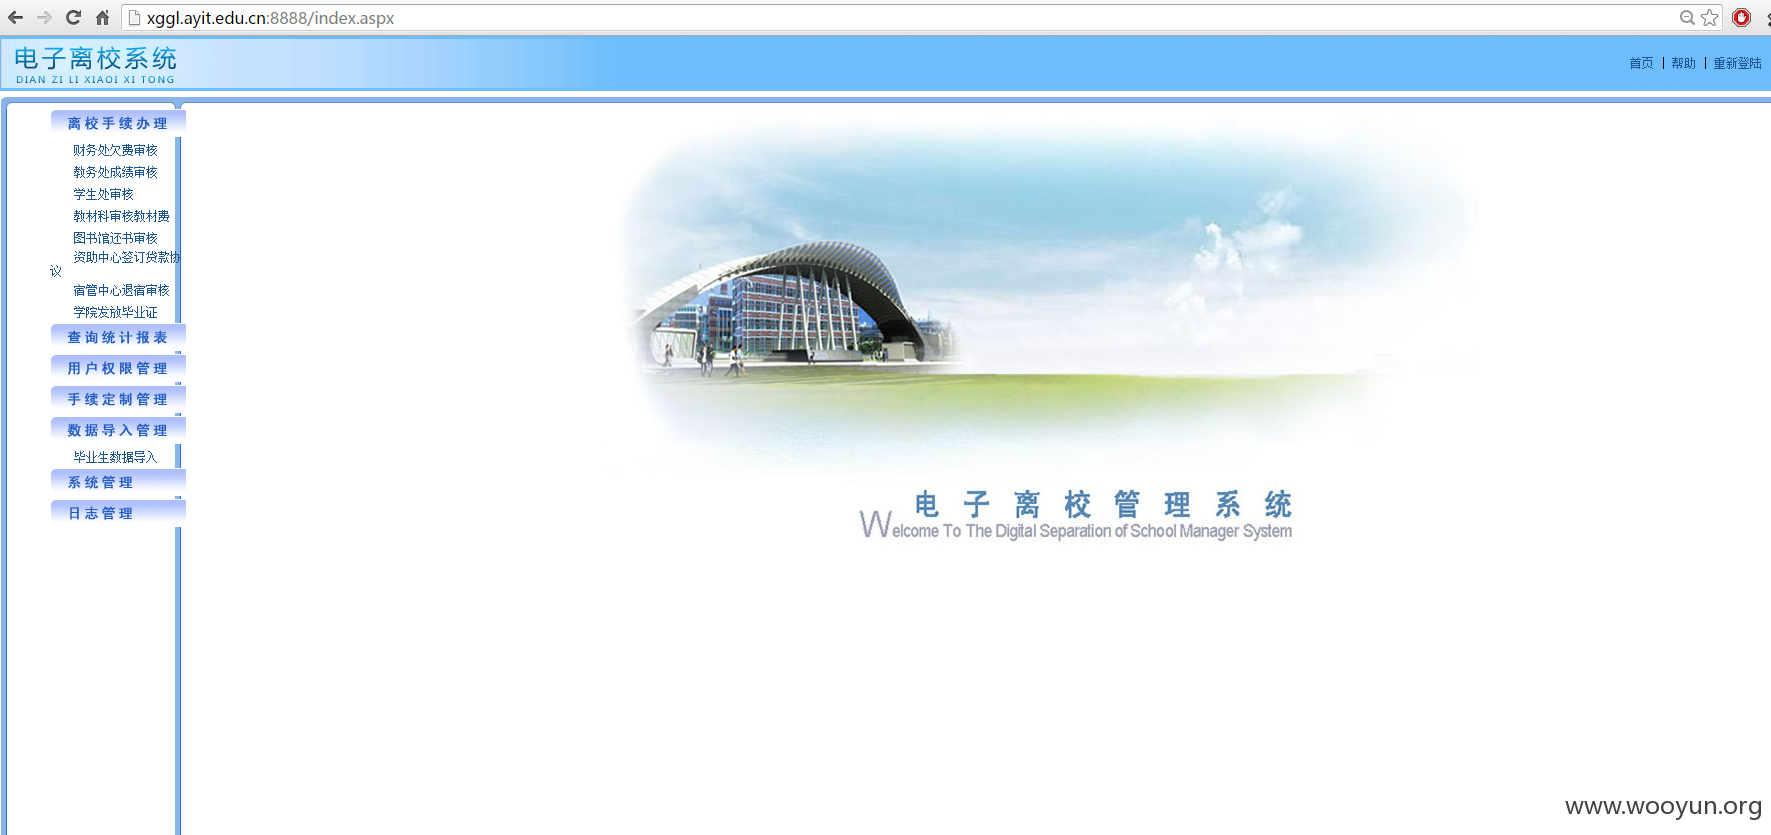 xggl.ayit.edu.cn:8888/index.aspx
电子离校系统
DIAN ZI LI XIAOI XI TONG
首页 | 帮助 | 重新登陆
离校手续办理
财务处欠费审核
教务处成绩审核
学生处审核
教材科审核教材费
图书馆还书审核
资助中心签订贷款协
议
宿管中心退宿审核
学院发放毕业证
查询统计报表
用户权限管理
手续定制管理
数据导入管理
毕业生数据导入
系统管理
日志管理
电子离校管理系统
Welcome To The Digital Separation of School Manager System
www.wooyun.org